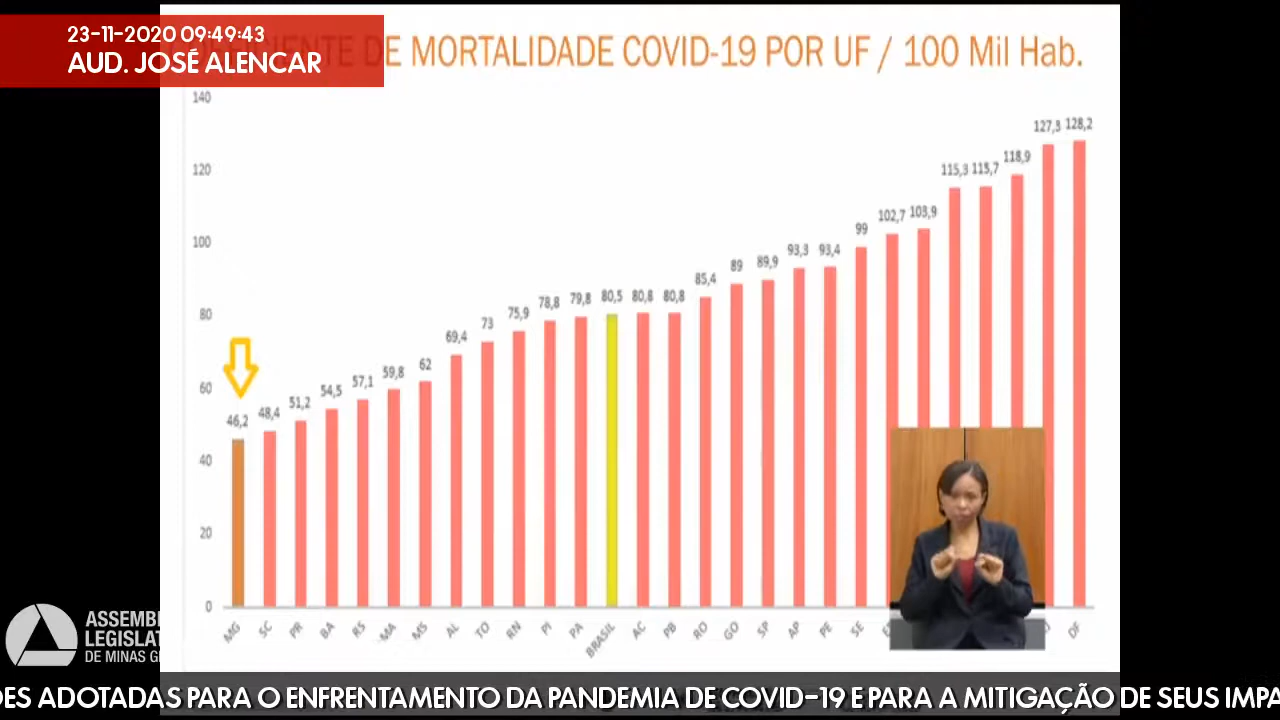 23-11-2020 09:49:43
AUD. JOSÉ ALENCAR
DE MORTALIDADE COVID-19 POR UF / 100 Mil Hab.
140
120
100
80
60
40
20
0
46,2
48,4
51,2
54,5
57,1
59,8
62
69,4
73
75,9
78,8
79,8
80,5
80,8
80,8
85,4
89
89,9
93,3
93,4
99
102,7
103,9
115,3
115,7
118,9
127,3
128,2
MG
SC
PR
BA
RS
MA
MS
AL
TO
RN
PI
PA
BRASIL
AC
PB
RO
GO
SP
AP
PE
SE
DF
ASSEMB
LEGISLAT
DE MINAS G
ADOTADAS PARA O ENFRENTAMENTO DA PANDEMIA DE COVID-19 E PARA A MITIGAÇÃO DE SEUS IMPA